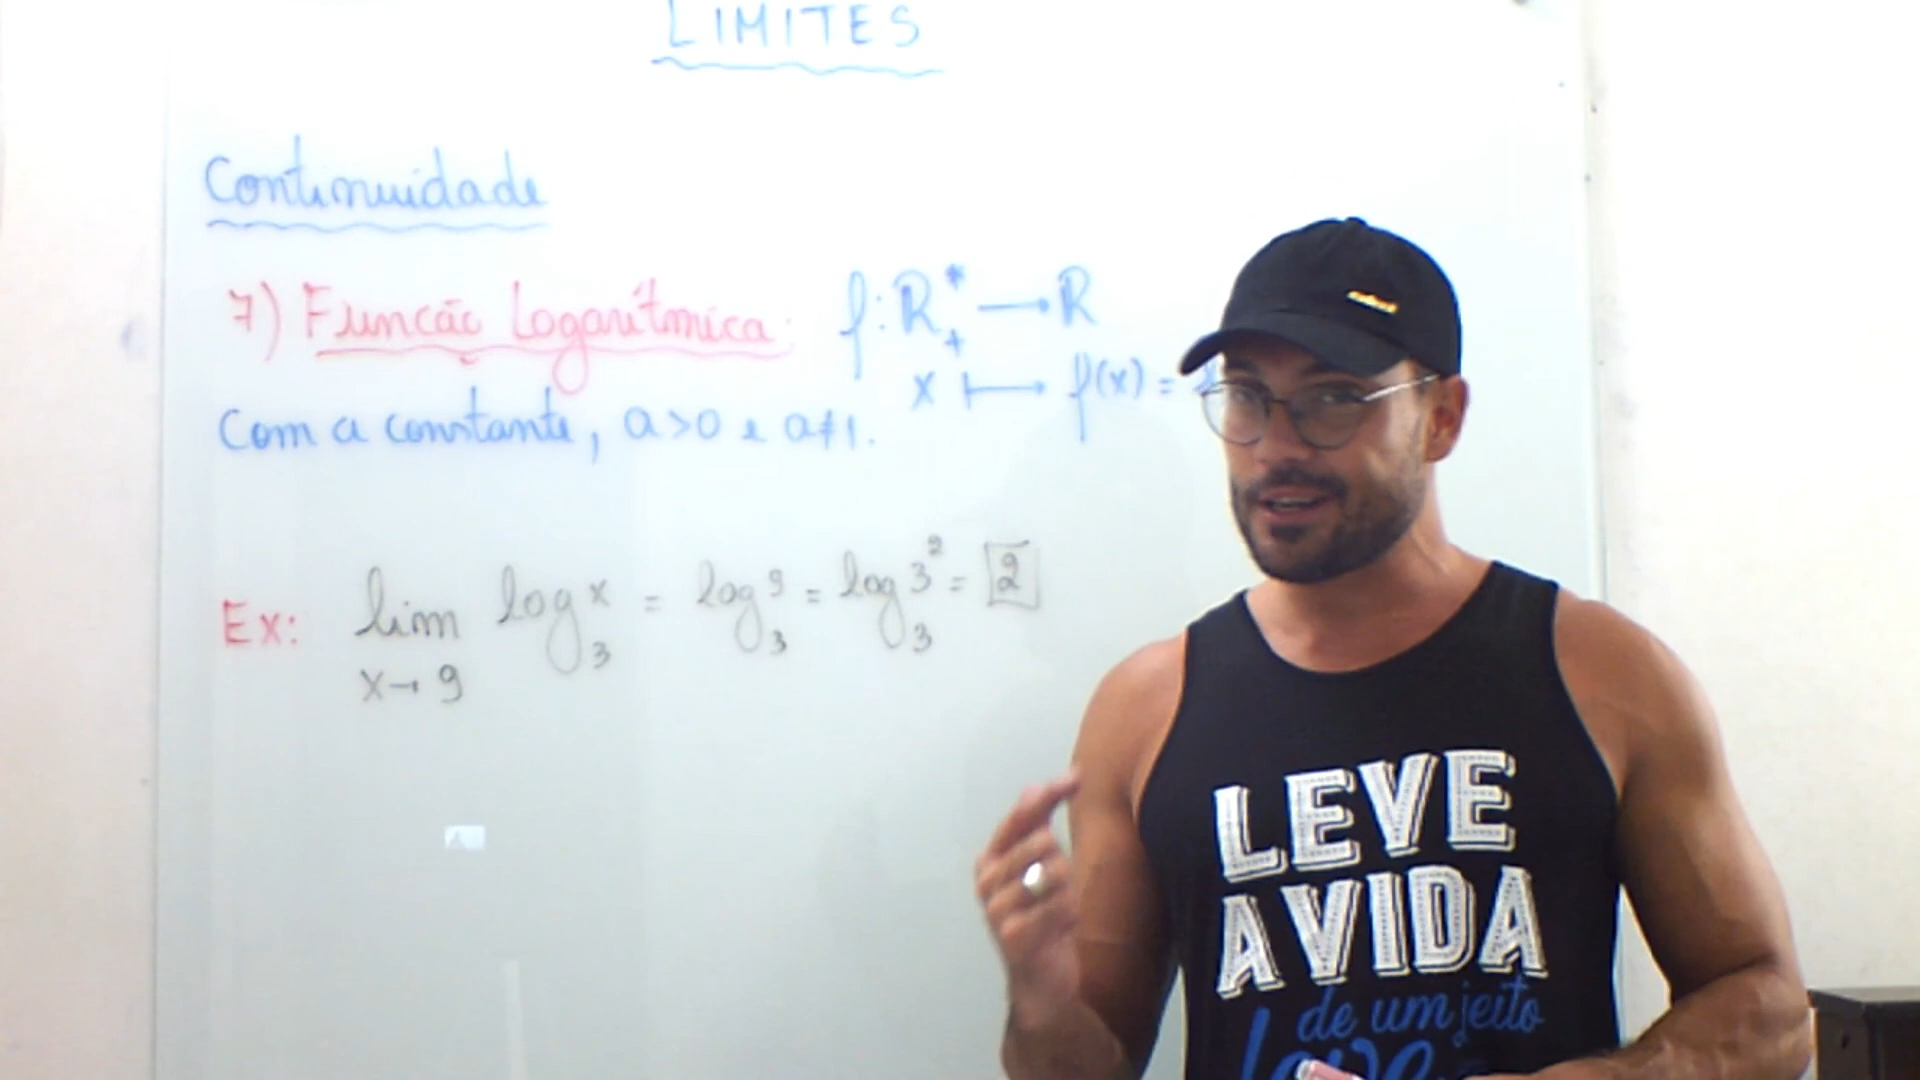 LIMITES
Continuidade
7) Função Logarítmica: f: R*+ → R
x ⟼ f(x) =
Com a constante, a>0 e a≠1.
Ex: lim x→9 log₃ x = log₃ 9 = log₃ 3² = 2
LEVE
A VIDA
de um jeito